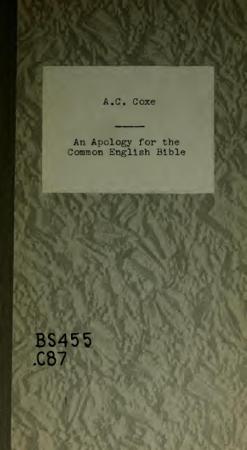 A.C. Coxe
An Apology for the
Common English Bible
BS455
.C87